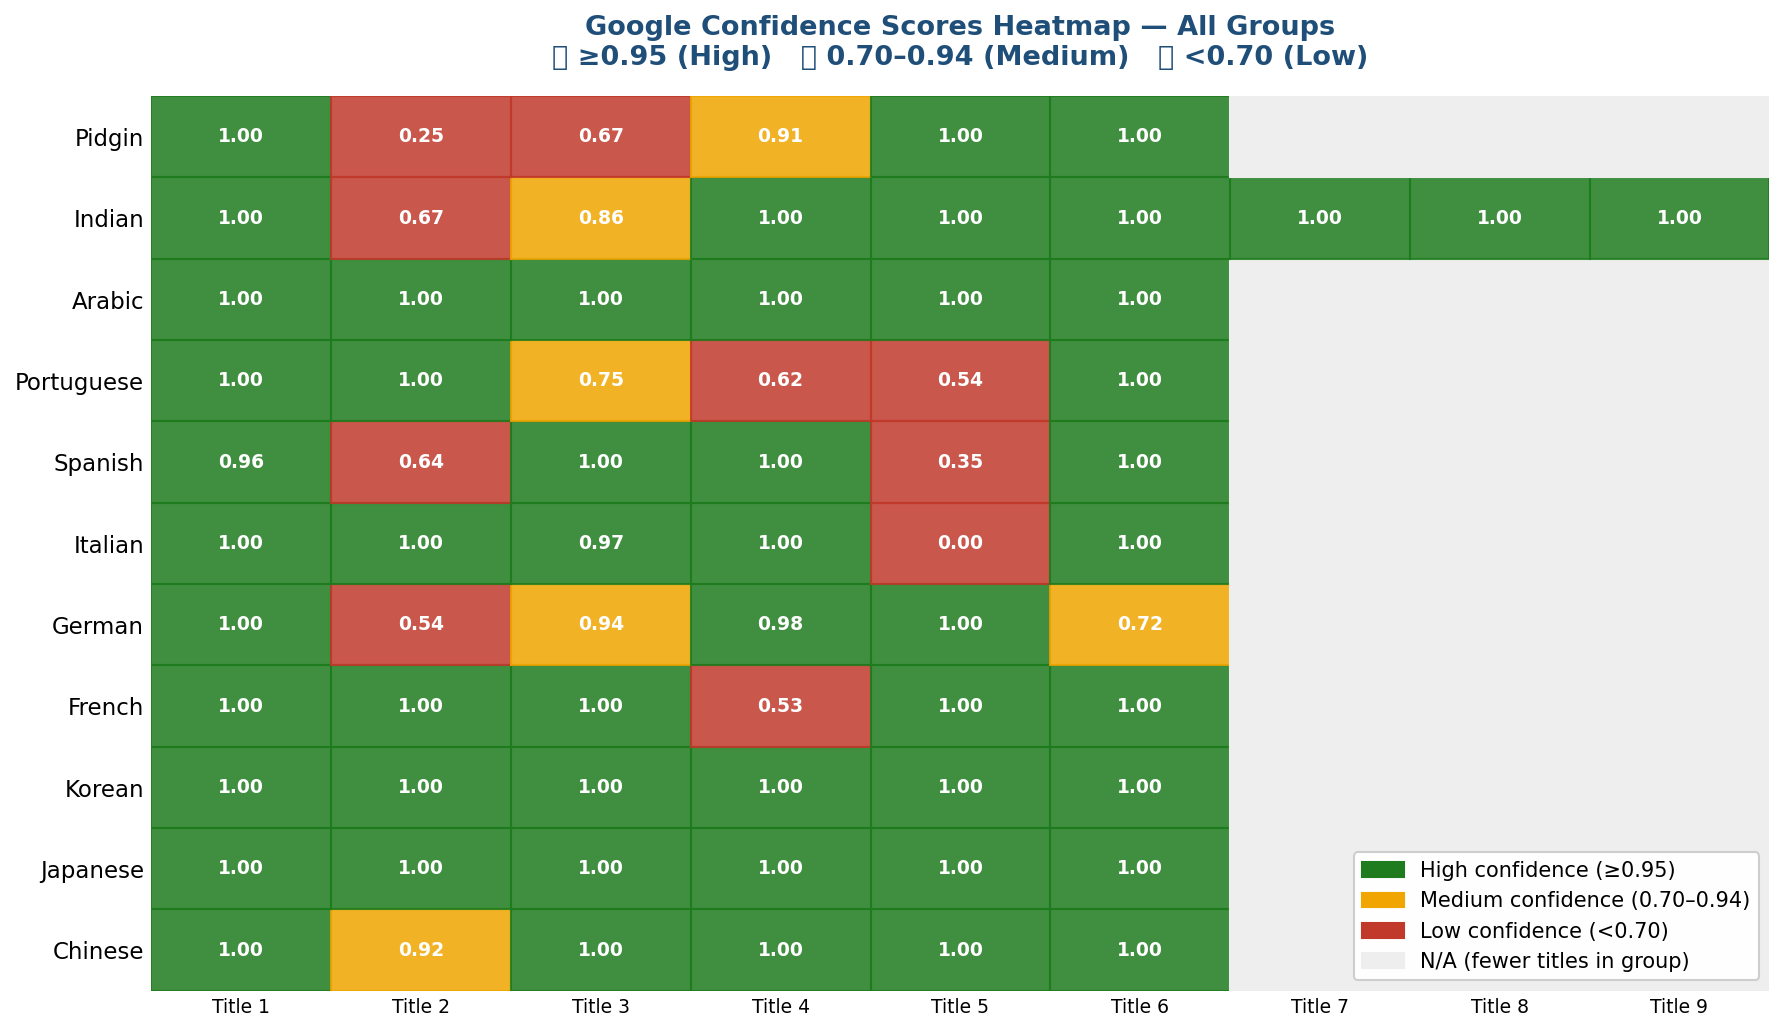 Google Confidence Scores Heatmap — All Groups
▯ ≥0.95 (High) ▯ 0.70–0.94 (Medium) ▯ <0.70 (Low)
Pidgin 1.00 0.25 0.67 0.91 1.00 1.00
Indian 1.00 0.67 0.86 1.00 1.00 1.00 1.00 1.00 1.00
Arabic 1.00 1.00 1.00 1.00 1.00 1.00
Portuguese 1.00 1.00 0.75 0.62 0.54 1.00
Spanish 0.96 0.64 1.00 1.00 0.35 1.00
Italian 1.00 1.00 0.97 1.00 0.00 1.00
German 1.00 0.54 0.94 0.98 1.00 0.72
French 1.00 1.00 1.00 0.53 1.00 1.00
Korean 1.00 1.00 1.00 1.00 1.00 1.00
Japanese 1.00 1.00 1.00 1.00 1.00 1.00
Chinese 1.00 0.92 1.00 1.00 1.00 1.00
Title 1 Title 2 Title 3 Title 4 Title 5 Title 6 Title 7 Title 8 Title 9
High confidence (≥0.95)
Medium confidence (0.70–0.94)
Low confidence (<0.70)
N/A (fewer titles in group)